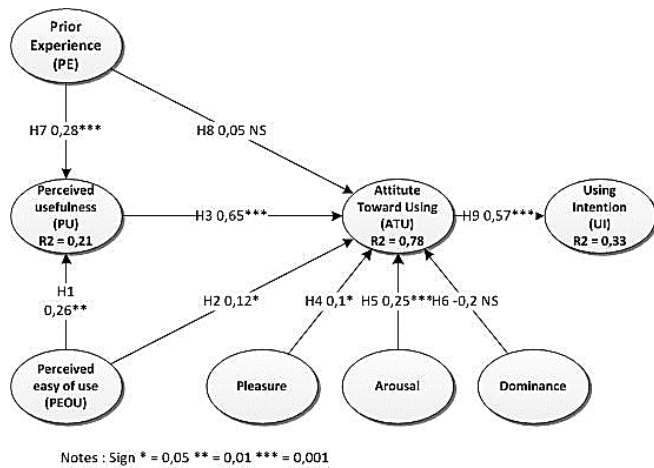 Prior
Experience
(PE)
H7 0,28***
H8 0,05 NS
Perceived
usefulness
(PU)
R2 = 0,21
H3 0,65***
Attitute
Toward Using
(ATU)
R2 = 0,78
H9 0,57***
Using
Intention
(UI)
R2 = 0,33
H1
0,26**
H2 0,12*
H4 0,1*
H5 0,25***
H6 -0,2 NS
Perceived
easy of use
(PEOU)
Pleasure
Arousal
Dominance
Notes : Sign * = 0,05 ** = 0,01 *** = 0,001